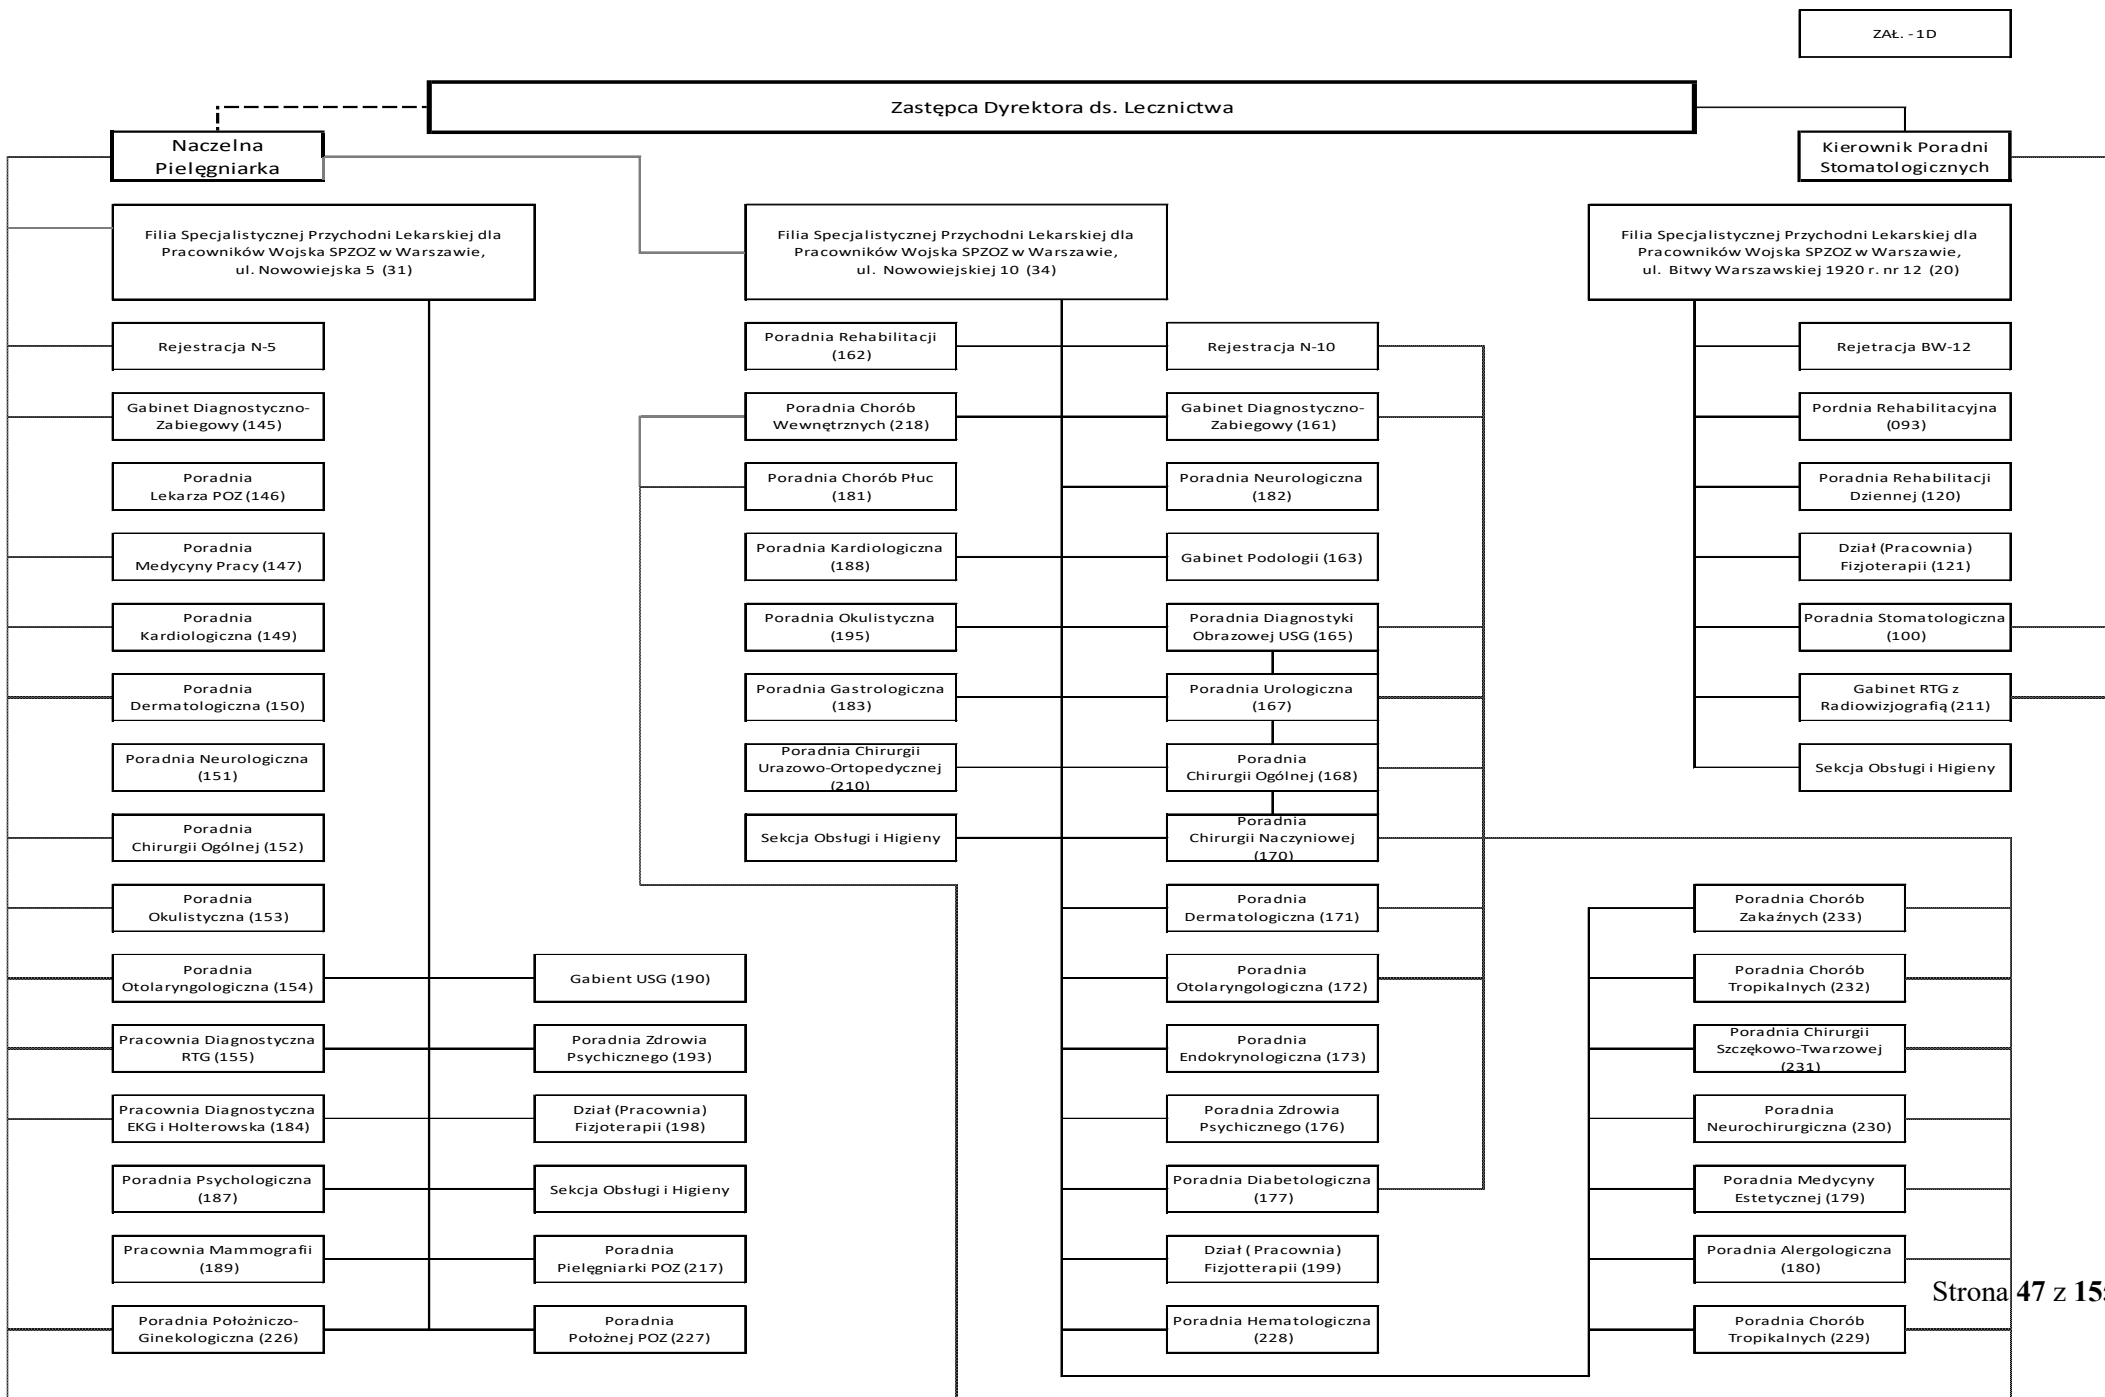 ZAŁ. - 1D
Zastępca Dyrektora ds. Lecznictwa
Naczelna
Pielęgniarka
Kierownik Poradni
Stomatologicznych
Filia Specjalistycznej Przychodni Lekarskiej dla
Pracowników Wojska SPZOZ w Warszawie,
ul. Nowowiejska 5 (31)
Filia Specjalistycznej Przychodni Lekarskiej dla
Pracowników Wojska SPZOZ w Warszawie,
ul. Nowowiejskiej 10 (34)
Filia Specjalistycznej Przychodni Lekarskiej dla
Pracowników Wojska SPZOZ w Warszawie,
ul. Bitwy Warszawskiej 1920 r. nr 12 (20)
Rejestracja N-5
Poradnia Rehabilitacji
(162)
Rejestracja N-10
Rejetracja BW-12
Gabinet Diagnostyczno-
Zabiegowy (145)
Poradnia Chorób
Wewnętrznych (218)
Gabinet Diagnostyczno-
Zabiegowy (161)
Pordnia Rehabilitacyjna
(093)
Poradnia
Lekarza POZ (146)
Poradnia Chorób Płuc
(181)
Poradnia Neurologiczna
(182)
Poradnia Rehabilitacji
Dziennej (120)
Poradnia
Medycyny Pracy (147)
Poradnia Kardiologiczna
(188)
Gabinet Podologii (163)
Dział (Pracownia)
Fizjoterapii (121)
Poradnia
Kardiologiczna (149)
Poradnia Okulistyczna
(195)
Poradnia Diagnostyki
Obrazowej USG (165)
Poradnia Stomatologiczna
(100)
Poradnia
Dermatologiczna (150)
Poradnia Gastrologiczna
(183)
Poradnia Urologiczna
(167)
Gabinet RTG z
Radiowizjografią (211)
Poradnia Neurologiczna
(151)
Poradnia Chirurgii
Urazowo-Ortopedycznej
(210)
Poradnia
Chirurgii Ogólnej (168)
Sekcja Obsługi i Higieny
Poradnia
Chirurgii Ogólnej (152)
Sekcja Obsługi i Higieny
Poradnia
Chirurgii Naczyniowej
(170)
Poradnia
Okulistyczna (153)
Poradnia
Dermatologiczna (171)
Poradnia Chorób
Zakaźnych (233)
Poradnia
Otolaryngologiczna (154)
Gabient USG (190)
Poradnia
Otolaryngologiczna (172)
Poradnia Chorób
Tropikalnych (232)
Pracownia Diagnostyczna
RTG (155)
Poradnia Zdrowia
Psychicznego (193)
Poradnia
Endokrynologiczna (173)
Poradnia Chirurgii
Szczękowo-Twarzowej
(231)
Pracownia Diagnostyczna
EKG i Holterowska (184)
Dział (Pracownia)
Fizjoterapii (198)
Poradnia Zdrowia
Psychicznego (176)
Poradnia
Neurochirurgiczna (230)
Poradnia Psychologiczna
(187)
Sekcja Obsługi i Higieny
Poradnia Diabetologiczna
(177)
Poradnia Medycyny
Estetycznej (179)
Pracownia Mammografii
(189)
Poradnia
Pielęgniarki POZ (217)
Dział ( Pracownia)
Fizjotterapii (199)
Poradnia Alergologiczna
(180)
Strona 47 z 155
Poradnia Położniczo-
Ginekologiczna (226)
Poradnia
Położnej POZ (227)
Poradnia Hematologiczna
(228)
Poradnia Chorób
Tropikalnych (229)